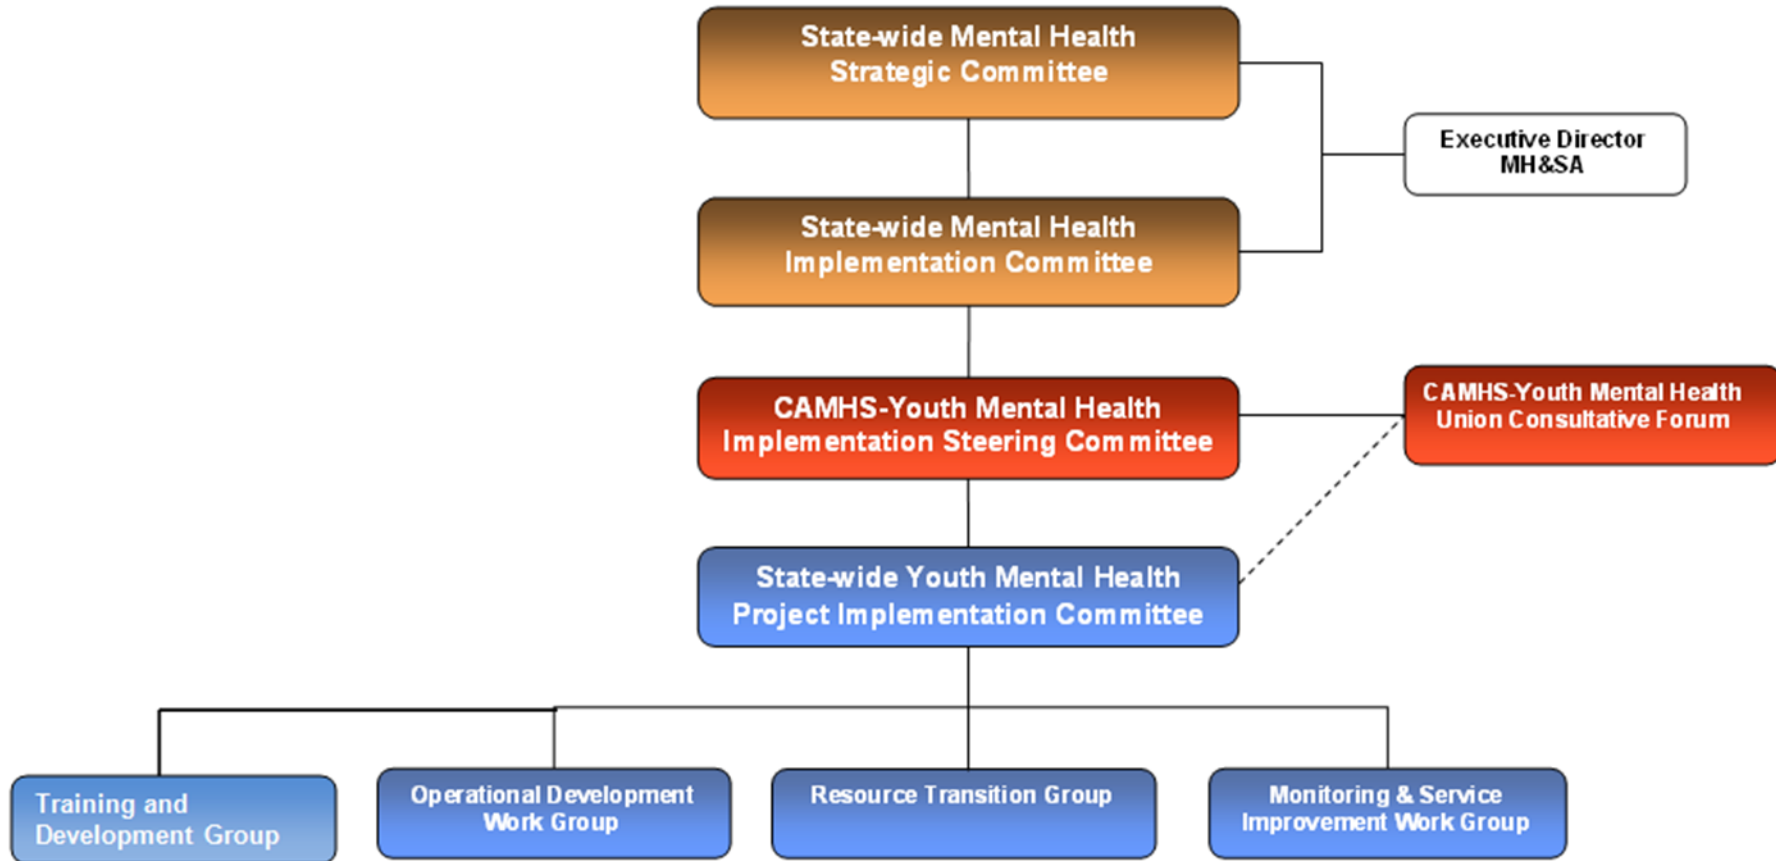 State-wide Mental Health
Strategic Committee
Executive Director
MH&SA
State-wide Mental Health
Implementation Committee
CAMHS-Youth Mental Health
Implementation Steering Committee
CAMHS-Youth Mental Health
Union Consultative Forum
State-wide Youth Mental Health
Project Implementation Committee
Training and
Development Group
Operational Development
Work Group
Resource Transition Group
Monitoring & Service
Improvement Work Group